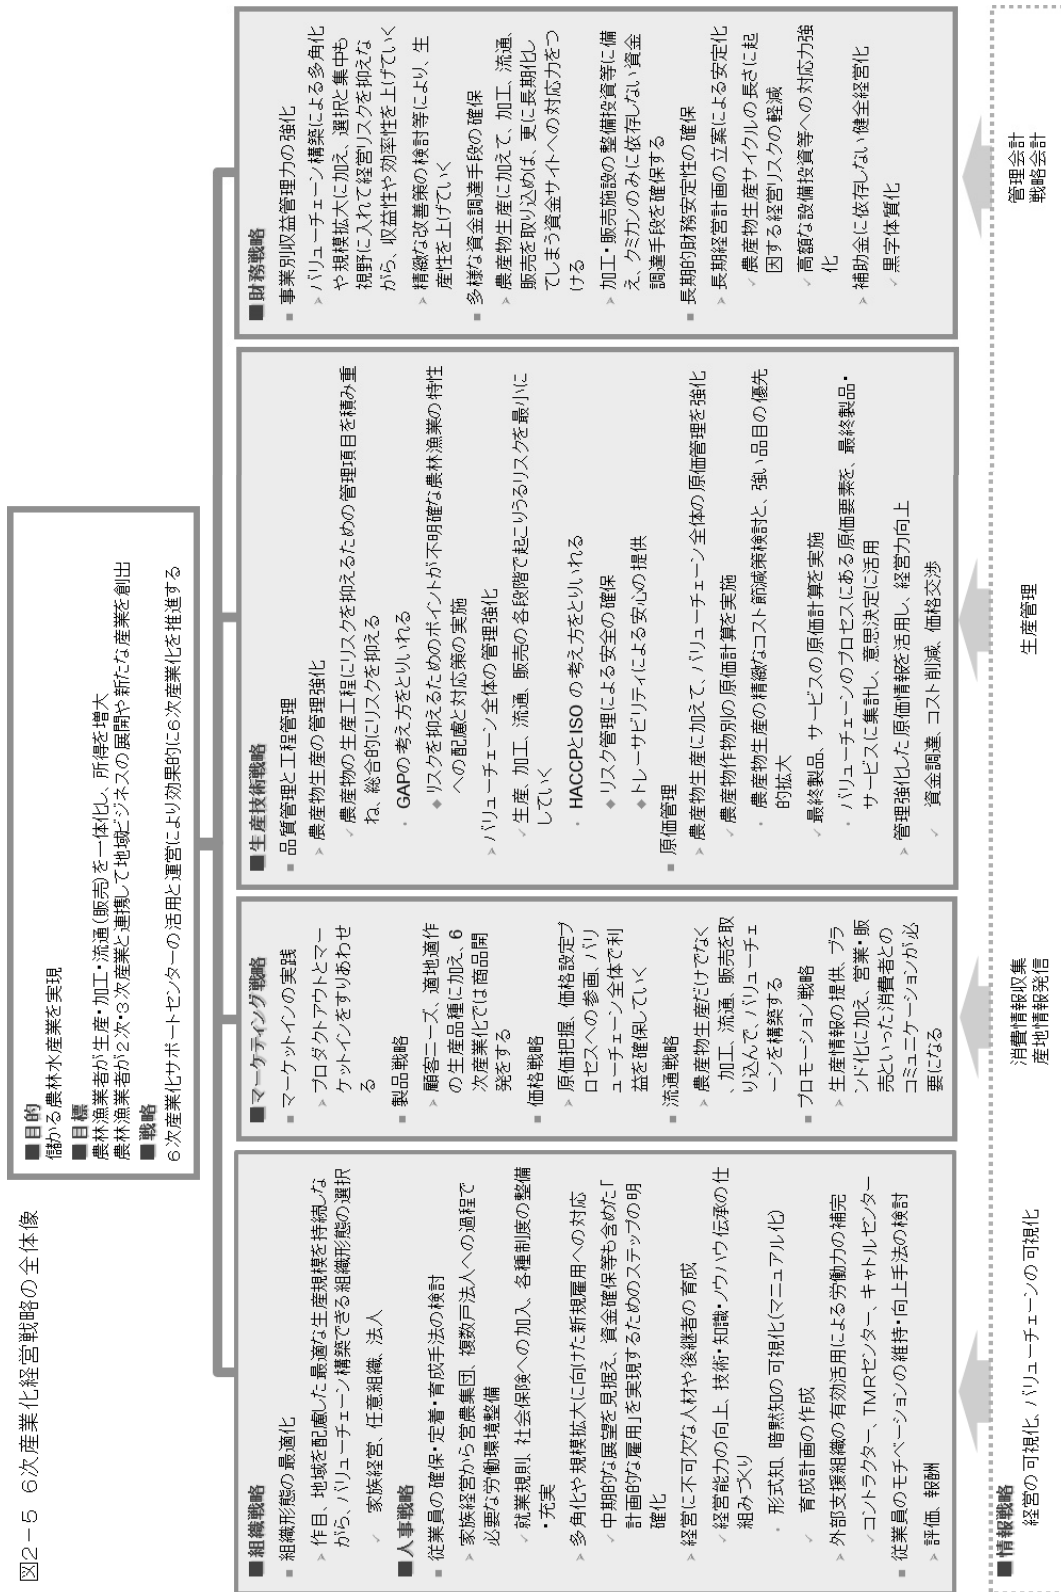 図2－5　6次産業化経営戦略の全体像
■目的
儲かる農林水産業を実現
■目標
農林漁業者が生産・加工・流通（販売）を一体化し、所得を増大
農林漁業者が2次・3次産業と連携して地域ビジネスの展開や新たな産業を創出
■戦略
6次産業化サポートセンターの活用と運営により効果的に6次産業化を推進する
■組織戦略
▪ 組織形態の最適化
➢ 作目、地域を配慮した最適な生産規模を持続しな
がら、バリューチェーン構築できる組織形態の選択
✓ 家族経営、任意組織、法人
■人事戦略
▪ 従業員の確保・定着・育成手法の検討
➢ 家族経営から営農集団、複数戸法人への過程で
必要な労働環境整備
✓ 就業規則、社会保険への加入、各種制度の整備
・充実
➢ 多角化や規模拡大に向けた新規雇用への対応
✓ 中期的な展望を見据え、資金確保等も含めた「
計画的な雇用」を実現するためのステップの明
確化
➢ 経営に不可欠な人材や後継者の育成
✓ 経営能力の向上、技術・知識・ノウハウ伝承の仕
組みづくり
・ 形式知、暗黙知の可視化（マニュアル化）
✓ 育成計画の作成
➢ 外部支援組織の有効活用による労働力の補完
✓ コントラクター、TMRセンター、キャトルセンター
▪ 従業員のモチベーションの維持・向上手法の検討
➢ 評価、報酬
■マーケティング戦略
▪ マーケットインの実践
➢ プロダクトアウトとマー
ケットインをすりあわせ
る
▪ 製品戦略
➢ 顧客ニーズ、適地適作
の生産品種に加え、6
次産業化では商品開
発をする
▪ 価格戦略
➢ 原価把握、価格設定プ
ロセスへの参画、バリ
ューチェーン全体で利
益を確保していく
▪ 流通戦略
➢ 農産物生産だけでなく
、加工、流通、販売を取
り込んで、バリューチェ
ーンを構築する
▪ プロモーション戦略
➢ 生産情報の提供、ブラ
ンド化に加え、営業・販
売といった消費者との
コミュニケーションが必
要になる
■生産技術戦略
▪ 品質管理と工程管理
➢ 農産物生産の管理強化
✓ 農産物の生産工程にリスクを抑えるための管理項目を積み重
ね、総合的にリスクを抑える
・ GAPの考え方をとりいれる
◆ リスクを抑えるためのポイントが不明確な農林漁業の特性
への配慮と対応策の実施
➢ バリューチェーン全体の管理強化
✓ 生産、加工、流通、販売の各段階で起こりうるリスクを最小に
していく
・ HACCPとISO の考え方をとりいれる
◆ リスク管理による安全の確保
◆ トレーサビリティによる安心の提供
▪ 原価管理
➢ 農産物生産に加えて、バリューチェーン全体の原価管理を強化
✓ 農産物作物別の原価計算を実施
・ 農産物生産の精緻なコスト節減策検討と、強い品目の優先
的拡大
✓ 最終製品、サービスの原価計算を実施
・ バリューチェーンのプロセスにある原価要素を、最終製品・
サービスに集計し、意思決定に活用
➢ 管理強化した原価情報を活用し、経営力向上
✓ 資金調達、コスト削減、価格交渉
■財務戦略
▪ 事業別収益管理力の強化
➢ バリューチェーン構築による多角化
や規模拡大に加え、選択と集中も
視野に入れて経営リスクを抑えな
がら、収益性や効率性を上げていく
➢ 精緻な改善策の検討等により、生
産性を上げていく
▪ 多様な資金調達手段の確保
➢ 農産物生産に加えて、加工、流通、
販売を取り込めば、更に長期化し
てしまう資金サイトへの対応力をつ
ける
➢ 加工・販売施設の整備投資等に備
え、クミカンのみに依存しない資金
調達手段を確保する
▪ 長期的財務安定性の確保
➢ 長期経営計画の立案による安定化
✓ 農産物生産サイクルの長さに起
因する経営リスクの軽減
✓ 高額な設備投資等への対応力強
化
➢ 補助金に依存しない健全経営化
✓ 黒字体質化
■情報戦略
経営の可視化、バリューチェーンの可視化
消費情報収集
産地情報発信
生産管理
管理会計
戦略会計